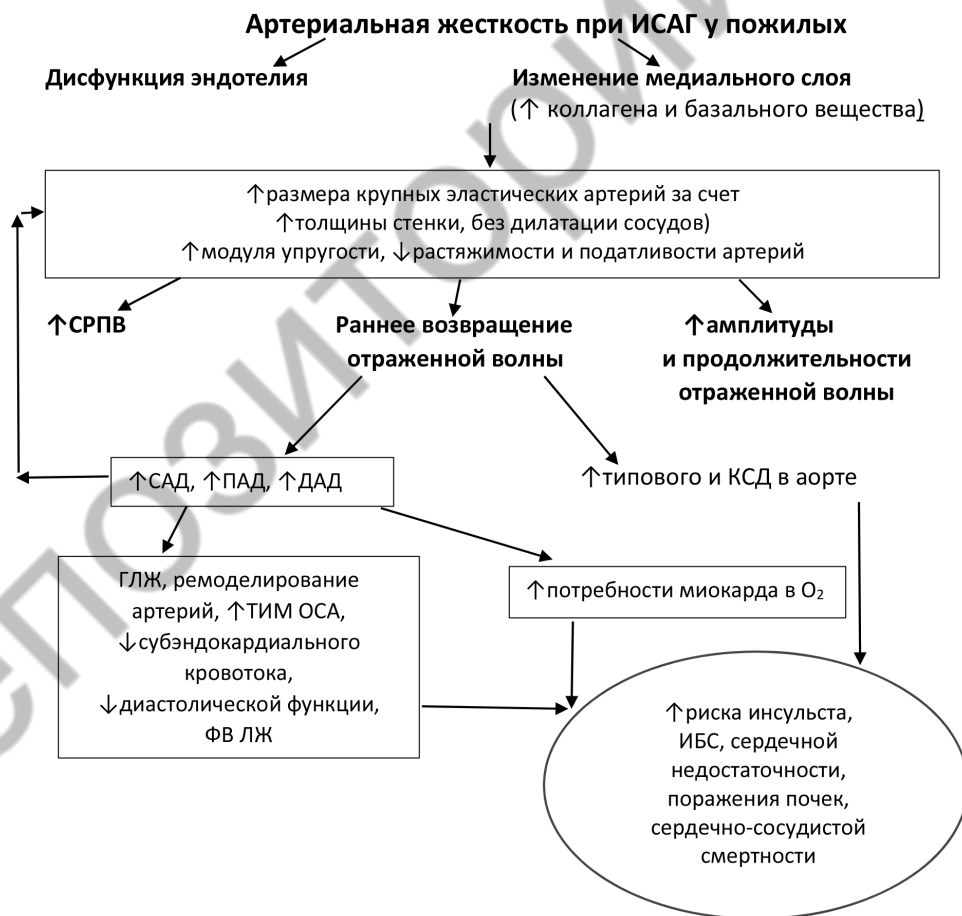 Артериальная жесткость при ИСАГ у пожилых
Дисфункция эндотелия
Изменение медиального слоя
(↑ коллагена и базального вещества)
↑размера крупных эластических артерий за счет
↑толщины стенки, без дилатации сосудов)
↑модуля упругости, ↓растяжимости и податливости артерий
↑СРПВ
Раннее возвращение
отраженной волны
↑амплитуды
и продолжительности
отраженной волны
↑САД, ↑ПАД, ↑ДАД
↑типового и КСД в аорте
ГЛЖ, ремоделирование
артерий, ↑ТИМ ОСА,
↓субэндокардиального
кровотока,
↓диастолической функции,
ФВ ЛЖ
↑потребности миокарда в О₂
↑риска инсульта,
ИБС, сердечной
недостаточности,
поражения почек,
сердечно-сосудистой
смертности